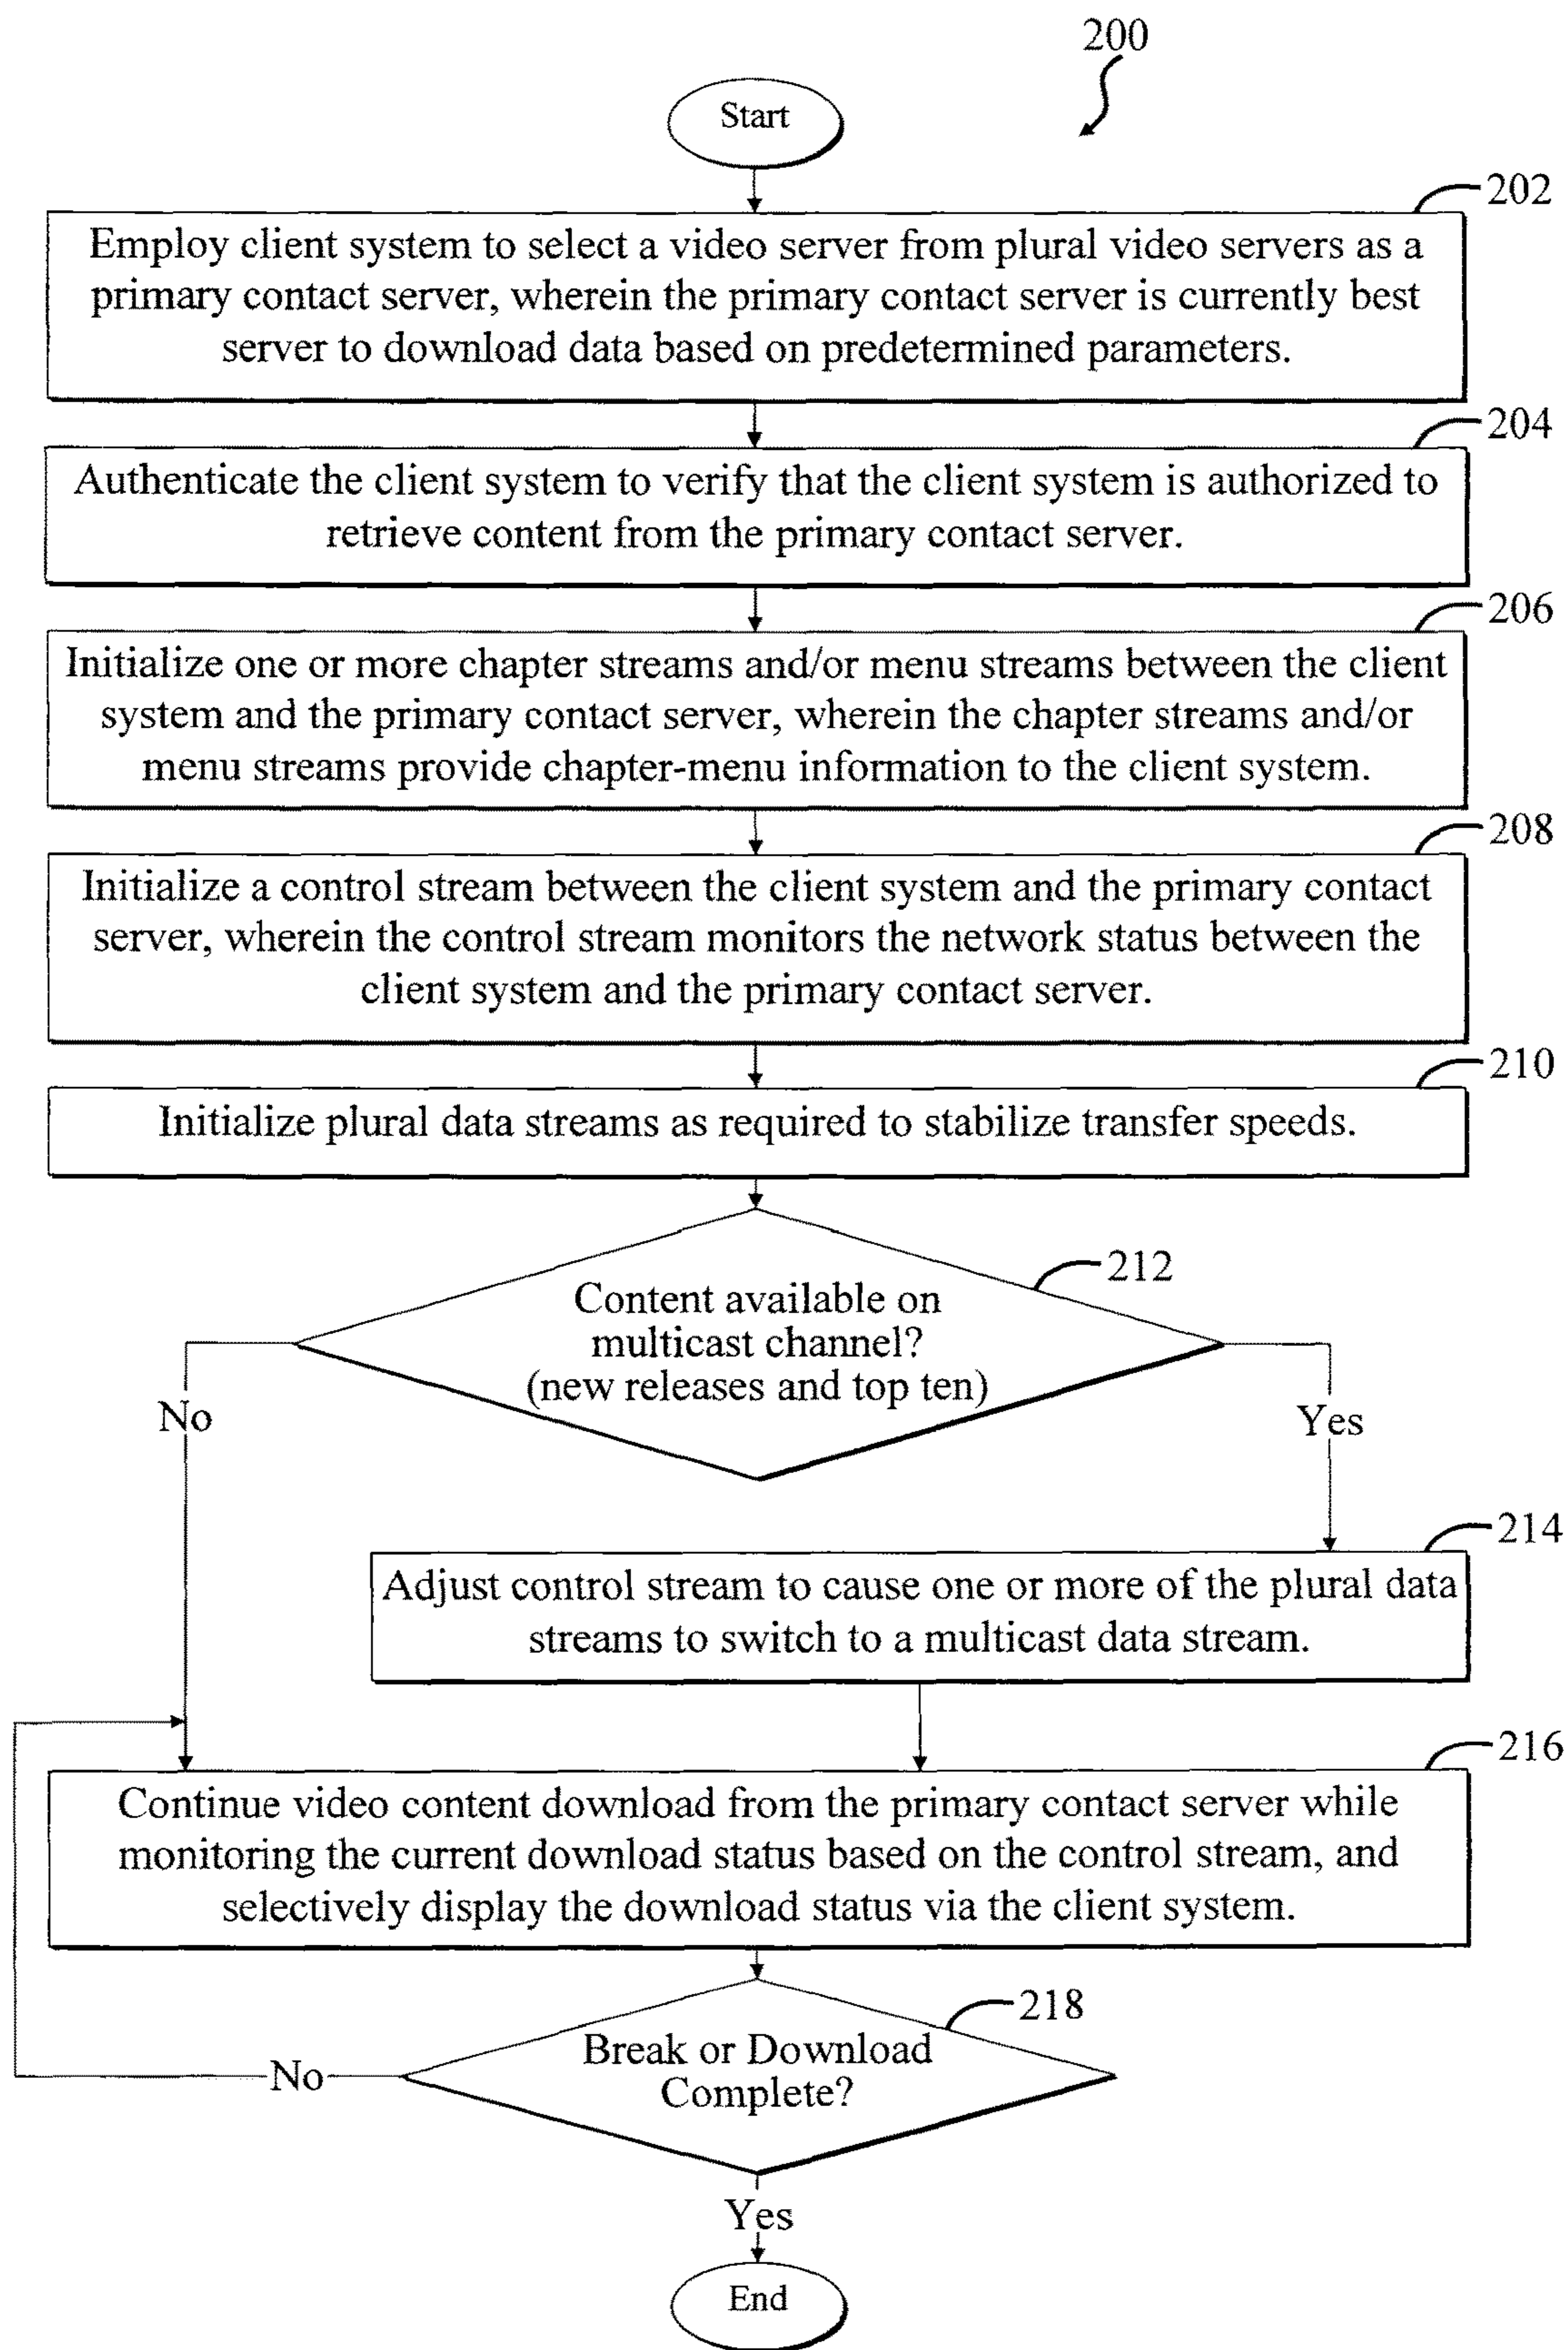 200
Start
202
Employ client system to select a video server from plural video servers as a
primary contact server, wherein the primary contact server is currently best
server to download data based on predetermined parameters.
204
Authenticate the client system to verify that the client system is authorized to
retrieve content from the primary contact server.
206
Initialize one or more chapter streams and/or menu streams between the client
system and the primary contact server, wherein the chapter streams and/or
menu streams provide chapter-menu information to the client system.
208
Initialize a control stream between the client system and the primary contact
server, wherein the control stream monitors the network status between the
client system and the primary contact server.
210
Initialize plural data streams as required to stabilize transfer speeds.
212
Content available on
multicast channel?
(new releases and top ten)
No
Yes
214
Adjust control stream to cause one or more of the plural data
streams to switch to a multicast data stream.
216
Continue video content download from the primary contact server while
monitoring the current download status based on the control stream, and
selectively display the download status via the client system.
218
Break or Download
Complete?
No
Yes
End